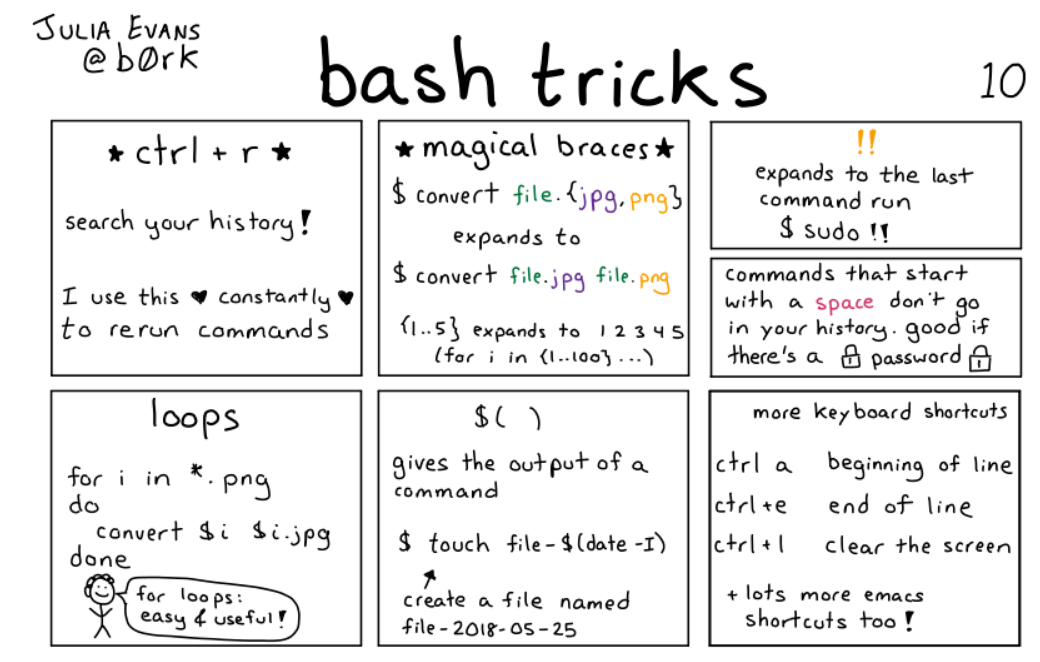 JULIA EVANS
@b0rk
bash tricks
10
★ ctrl + r ★
search your history!
I use this ♥ constantly ♥
to rerun commands
★ magical braces ★
$ convert file.{jpg,png}
expands to
$ convert file.jpg file.png
{1..5} expands to 1 2 3 4 5
(for i in {1..100} ...)
!!
expands to the last
command run
$ sudo !!
commands that start
with a space don't go
in your history. good if
there's a 🔒 password 🔒
loops
for i in *.png
do
convert $i $i.jpg
done
for loops:
easy & useful!
$( )
gives the output of a
command
$ touch file-$(date -I)
create a file named
file-2018-05-25
more keyboard shortcuts
ctrl a beginning of line
ctrl+e end of line
ctrl+l clear the screen
+ lots more emacs
shortcuts too!